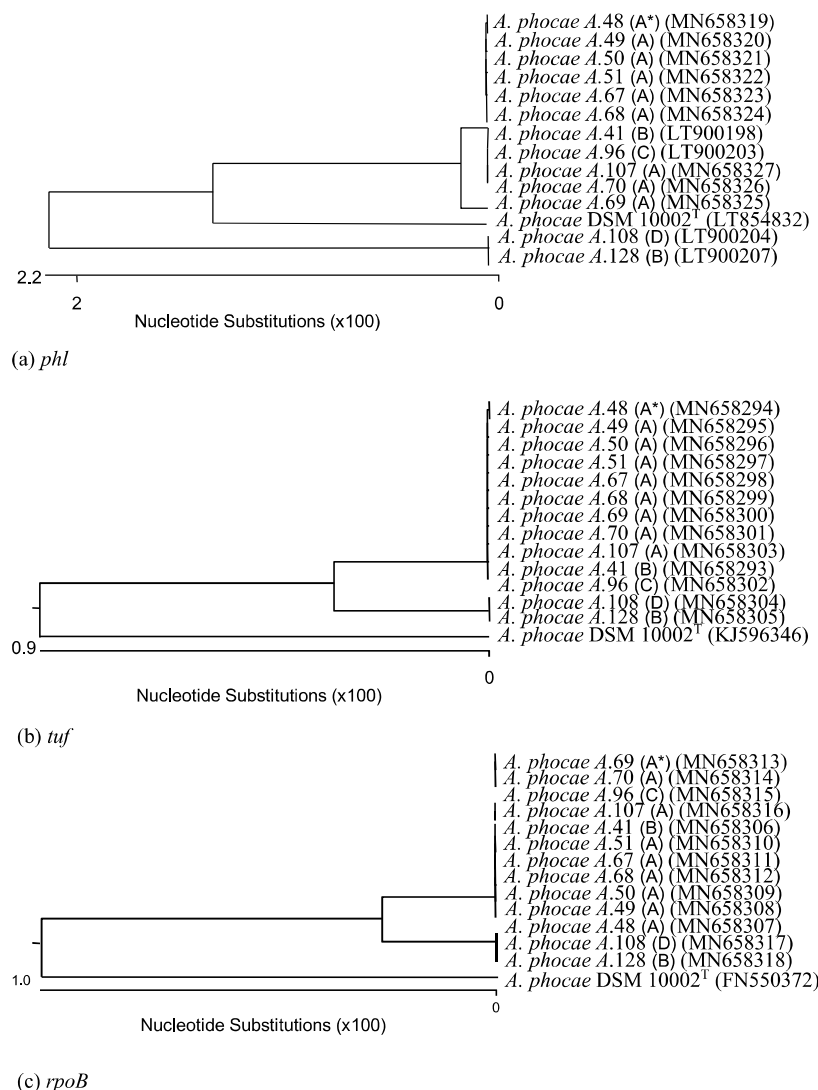 A. phocae A.48 (A*) (MN658319)
A. phocae A.49 (A) (MN658320)
A. phocae A.50 (A) (MN658321)
A. phocae A.51 (A) (MN658322)
A. phocae A.67 (A) (MN658323)
A. phocae A.68 (A) (MN658324)
A. phocae A.41 (B) (LT900198)
A. phocae A.96 (C) (LT900203)
A. phocae A.107 (A) (MN658327)
A. phocae A.70 (A) (MN658326)
A. phocae A.69 (A) (MN658325)
A. phocae DSM 10002ᵀ (LT854832)
A. phocae A.108 (D) (LT900204)
A. phocae A.128 (B) (LT900207)
2.2
2 0
Nucleotide Substitutions (x100)
(a) phl
A. phocae A.48 (A*) (MN658294)
A. phocae A.49 (A) (MN658295)
A. phocae A.50 (A) (MN658296)
A. phocae A.51 (A) (MN658297)
A. phocae A.67 (A) (MN658298)
A. phocae A.68 (A) (MN658299)
A. phocae A.69 (A) (MN658300)
A. phocae A.70 (A) (MN658301)
A. phocae A.107 (A) (MN658303)
A. phocae A.41 (B) (MN658293)
A. phocae A.96 (C) (MN658302)
A. phocae A.108 (D) (MN658304)
A. phocae A.128 (B) (MN658305)
A. phocae DSM 10002ᵀ (KJ596346)
0.9
0
Nucleotide Substitutions (x100)
(b) tuf
A. phocae A.69 (A*) (MN658313)
A. phocae A.70 (A) (MN658314)
A. phocae A.96 (C) (MN658315)
A. phocae A.107 (A) (MN658316)
A. phocae A.41 (B) (MN658306)
A. phocae A.51 (A) (MN658310)
A. phocae A.67 (A) (MN658311)
A. phocae A.68 (A) (MN658312)
A. phocae A.50 (A) (MN658309)
A. phocae A.49 (A) (MN658308)
A. phocae A.48 (A) (MN658307)
A. phocae A.108 (D) (MN658317)
A. phocae A.128 (B) (MN658318)
A. phocae DSM 10002ᵀ (FN550372)
1.0
0
Nucleotide Substitutions (x100)
(c) rpoB